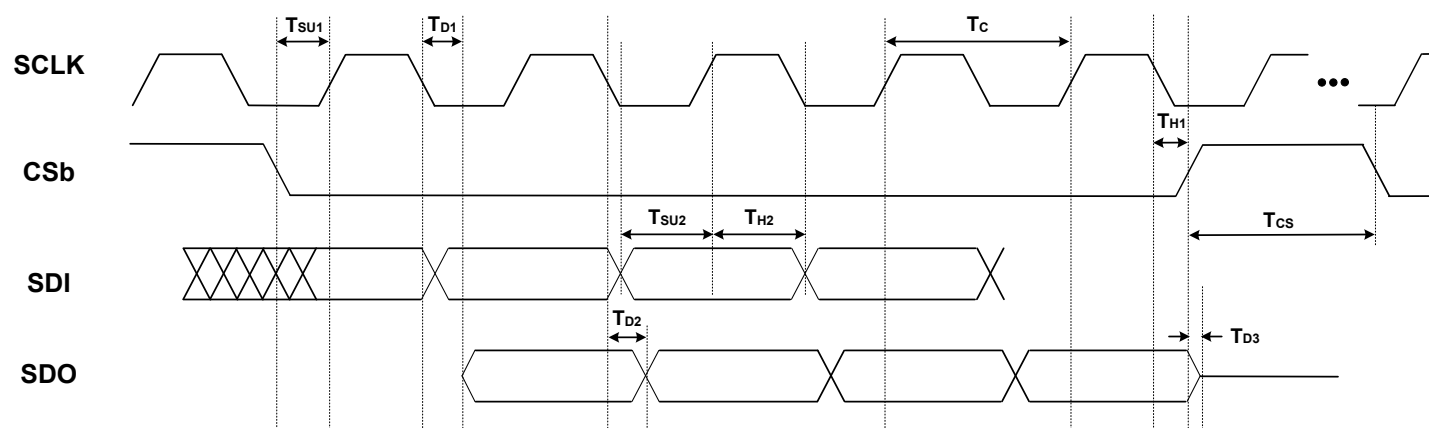 TSU1
TD1
TC
SCLK
TH1
CSb
TSU2
TH2
TCS
SDI
TD2
TD3
SDO